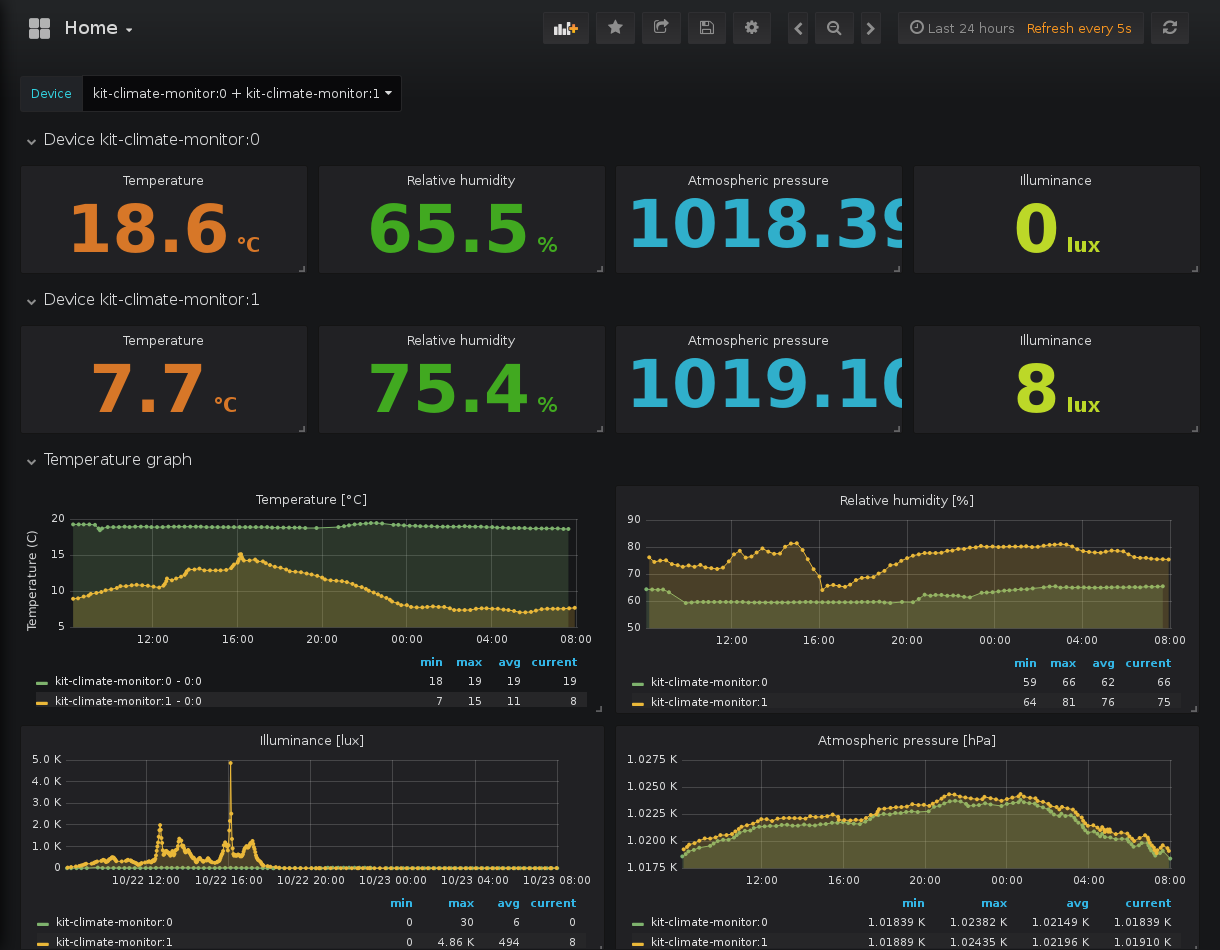 Home
Last 24 hours Refresh every 5s
Device kit-climate-monitor:0 + kit-climate-monitor:1
Device kit-climate-monitor:0
Temperature Relative humidity Atmospheric pressure Illuminance
18.6 °C 65.5 % 1018.39 0 lux
Device kit-climate-monitor:1
Temperature Relative humidity Atmospheric pressure Illuminance
7.7 °C 75.4 % 1019.10 8 lux
Temperature graph
Temperature [°C]
Temperature (C)
20
15
10
5
12:00 16:00 20:00 00:00 04:00 08:00
min max avg current
kit-climate-monitor:0 - 0:0 18 19 19 19
kit-climate-monitor:1 - 0:0 7 15 11 8
Relative humidity [%]
90
80
70
60
50
12:00 16:00 20:00 00:00 04:00 08:00
min max avg current
kit-climate-monitor:0 59 66 62 66
kit-climate-monitor:1 64 81 76 75
Illuminance [lux]
5.0 K
4.0 K
3.0 K
2.0 K
1.0 K
0
10/22 12:00 10/22 16:00 10/22 20:00 10/23 00:00 10/23 04:00 10/23 08:00
min max avg current
kit-climate-monitor:0 0 30 6 0
kit-climate-monitor:1 0 4.86 K 494 8
Atmospheric pressure [hPa]
1.0275 K
1.0250 K
1.0225 K
1.0200 K
1.0175 K
12:00 16:00 20:00 00:00 04:00 08:00
min max avg current
kit-climate-monitor:0 1.01839 K 1.02382 K 1.02149 K 1.01839 K
kit-climate-monitor:1 1.01889 K 1.02435 K 1.02196 K 1.01910 K